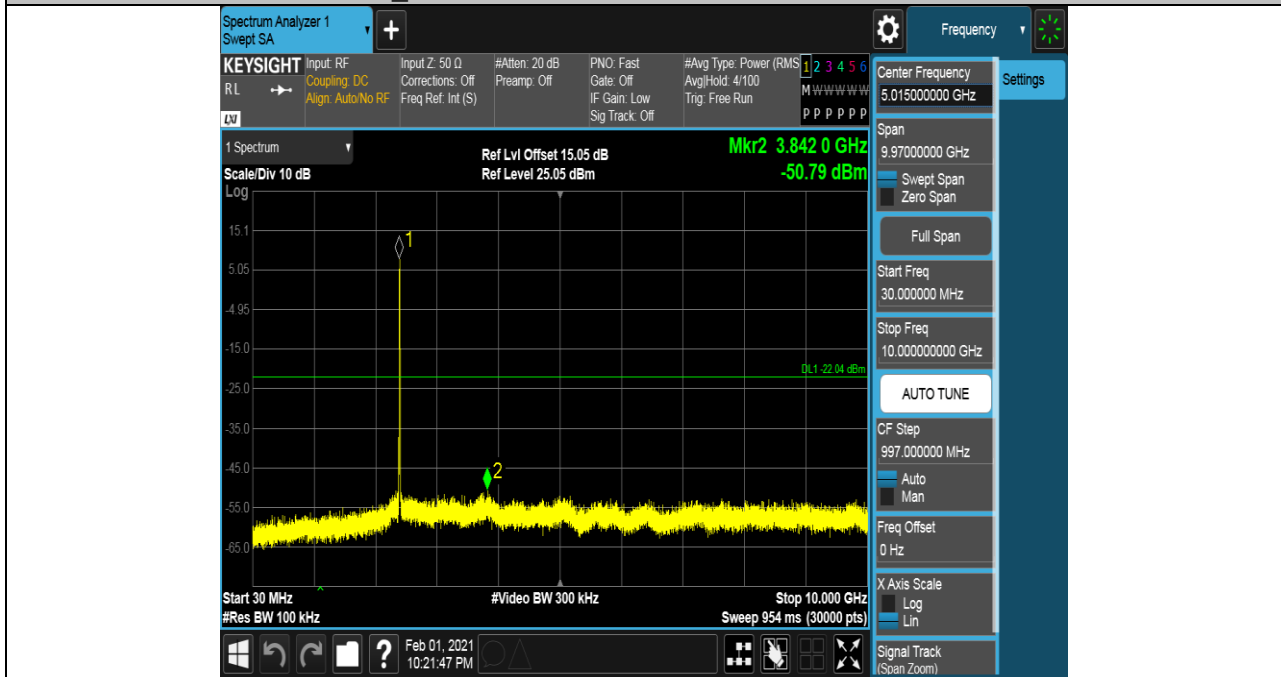 Spectrum Analyzer 1
Swept SA
+
Frequency
KEYSIGHT
RL
LXI
Input: RF
Coupling: DC
Align: Auto/No RF
Input Z: 50 Ω
Corrections: Off
Freq Ref: Int (S)
#Atten: 20 dB
Preamp: Off
PNO: Fast
Gate: Off
IF Gain: Low
Sig Track: Off
#Avg Type: Power (RMS
Avg|Hold: 4/100
Trig: Free Run
1 2 3 4 5 6
M W W W W W
P P P P P P
1 Spectrum
Scale/Div 10 dB
Log
Ref Lvl Offset 15.05 dB
Ref Level 25.05 dBm
Mkr2 3.842 0 GHz
-50.79 dBm
15.1
5.05
-4.95
-15.0
-25.0
-35.0
-45.0
-55.0
-65.0
1
2
DL1 -22.04 dBm
Start 30 MHz
#Res BW 100 kHz
#Video BW 300 kHz
Stop 10.000 GHz
Sweep 954 ms (30000 pts)
?
Feb 01, 2021
10:21:47 PM
Center Frequency
5.015000000 GHz
Settings
Span
9.97000000 GHz
Swept Span
Zero Span
Full Span
Start Freq
30.000000 MHz
Stop Freq
10.000000000 GHz
AUTO TUNE
CF Step
997.000000 MHz
Auto
Man
Freq Offset
0 Hz
X Axis Scale
Log
Lin
Signal Track
(Span Zoom)